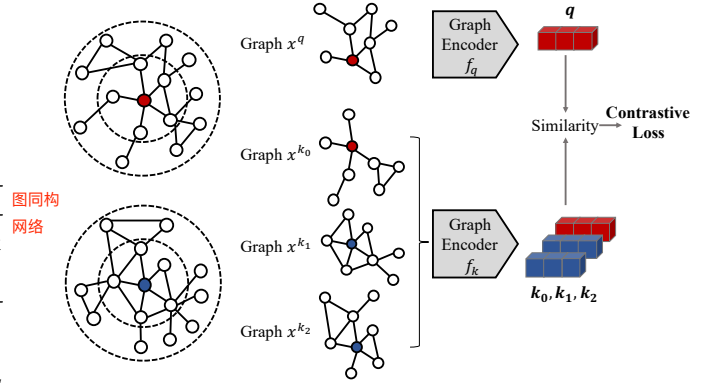 Graph x^q
Graph
Encoder
f_q
q
Graph x^{k_0}
Similarity
Contrastive
Loss
图同构
网络
Graph x^{k_1}
Graph
Encoder
f_k
k_0, k_1, k_2
Graph x^{k_2}